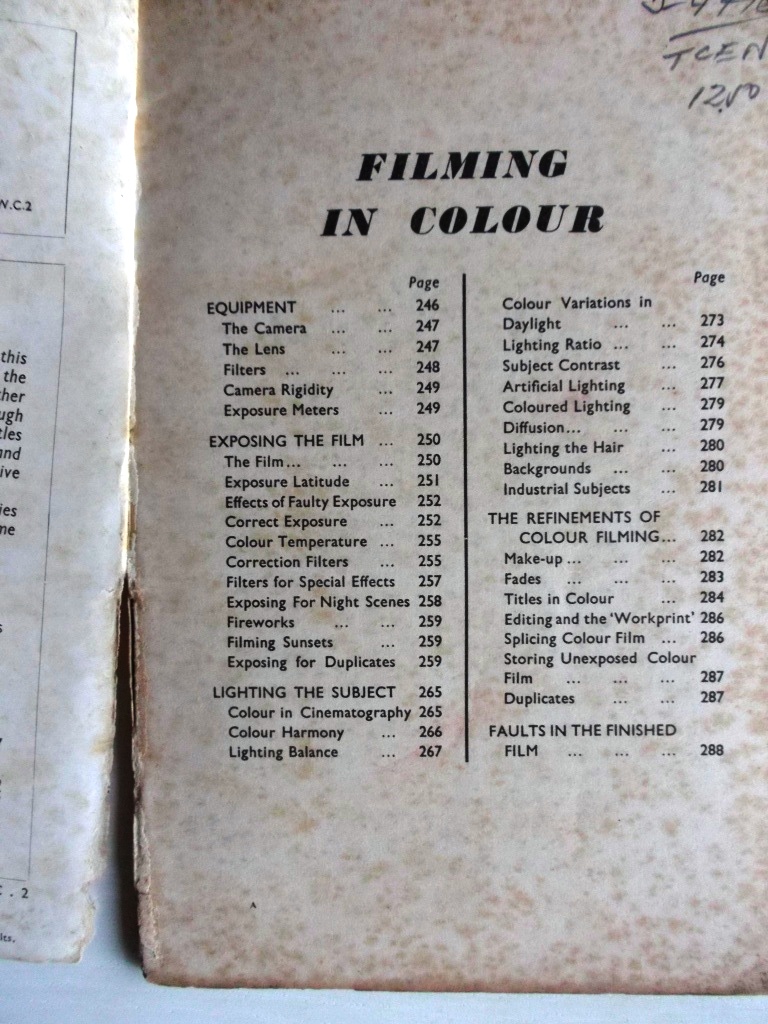 W.C.2
this
the
ther
ugh
tles
and
ive
ies
me
s
C . 2
lts.
TCEN
1250
FILMING
IN COLOUR
Page
EQUIPMENT ... ... 246
The Camera ... ... 247
The Lens ... ... 247
Filters ... ... ... 248
Camera Rigidity ... 249
Exposure Meters ... 249
EXPOSING THE FILM ... 250
The Film ... ... ... 250
Exposure Latitude ... 251
Effects of Faulty Exposure 252
Correct Exposure ... 252
Colour Temperature ... 255
Correction Filters ... 255
Filters for Special Effects 257
Exposing For Night Scenes 258
Fireworks ... ... 259
Filming Sunsets ... 259
Exposing for Duplicates 259
LIGHTING THE SUBJECT 265
Colour in Cinematography 265
Colour Harmony ... 266
Lighting Balance ... 267
Page
Colour Variations in
Daylight ... ... 273
Lighting Ratio ... ... 274
Subject Contrast ... 276
Artificial Lighting ... 277
Coloured Lighting ... 279
Diffusion... ... ... 279
Lighting the Hair ... 280
Backgrounds ... ... 280
Industrial Subjects ... 281
THE REFINEMENTS OF
COLOUR FILMING... 282
Make-up ... ... ... 282
Fades ... ... ... 283
Titles in Colour ... 284
Editing and the 'Workprint' 286
Splicing Colour Film ... 286
Storing Unexposed Colour
Film ... ... ... 287
Duplicates ... ... 287
FAULTS IN THE FINISHED
FILM ... ... ... 288
A